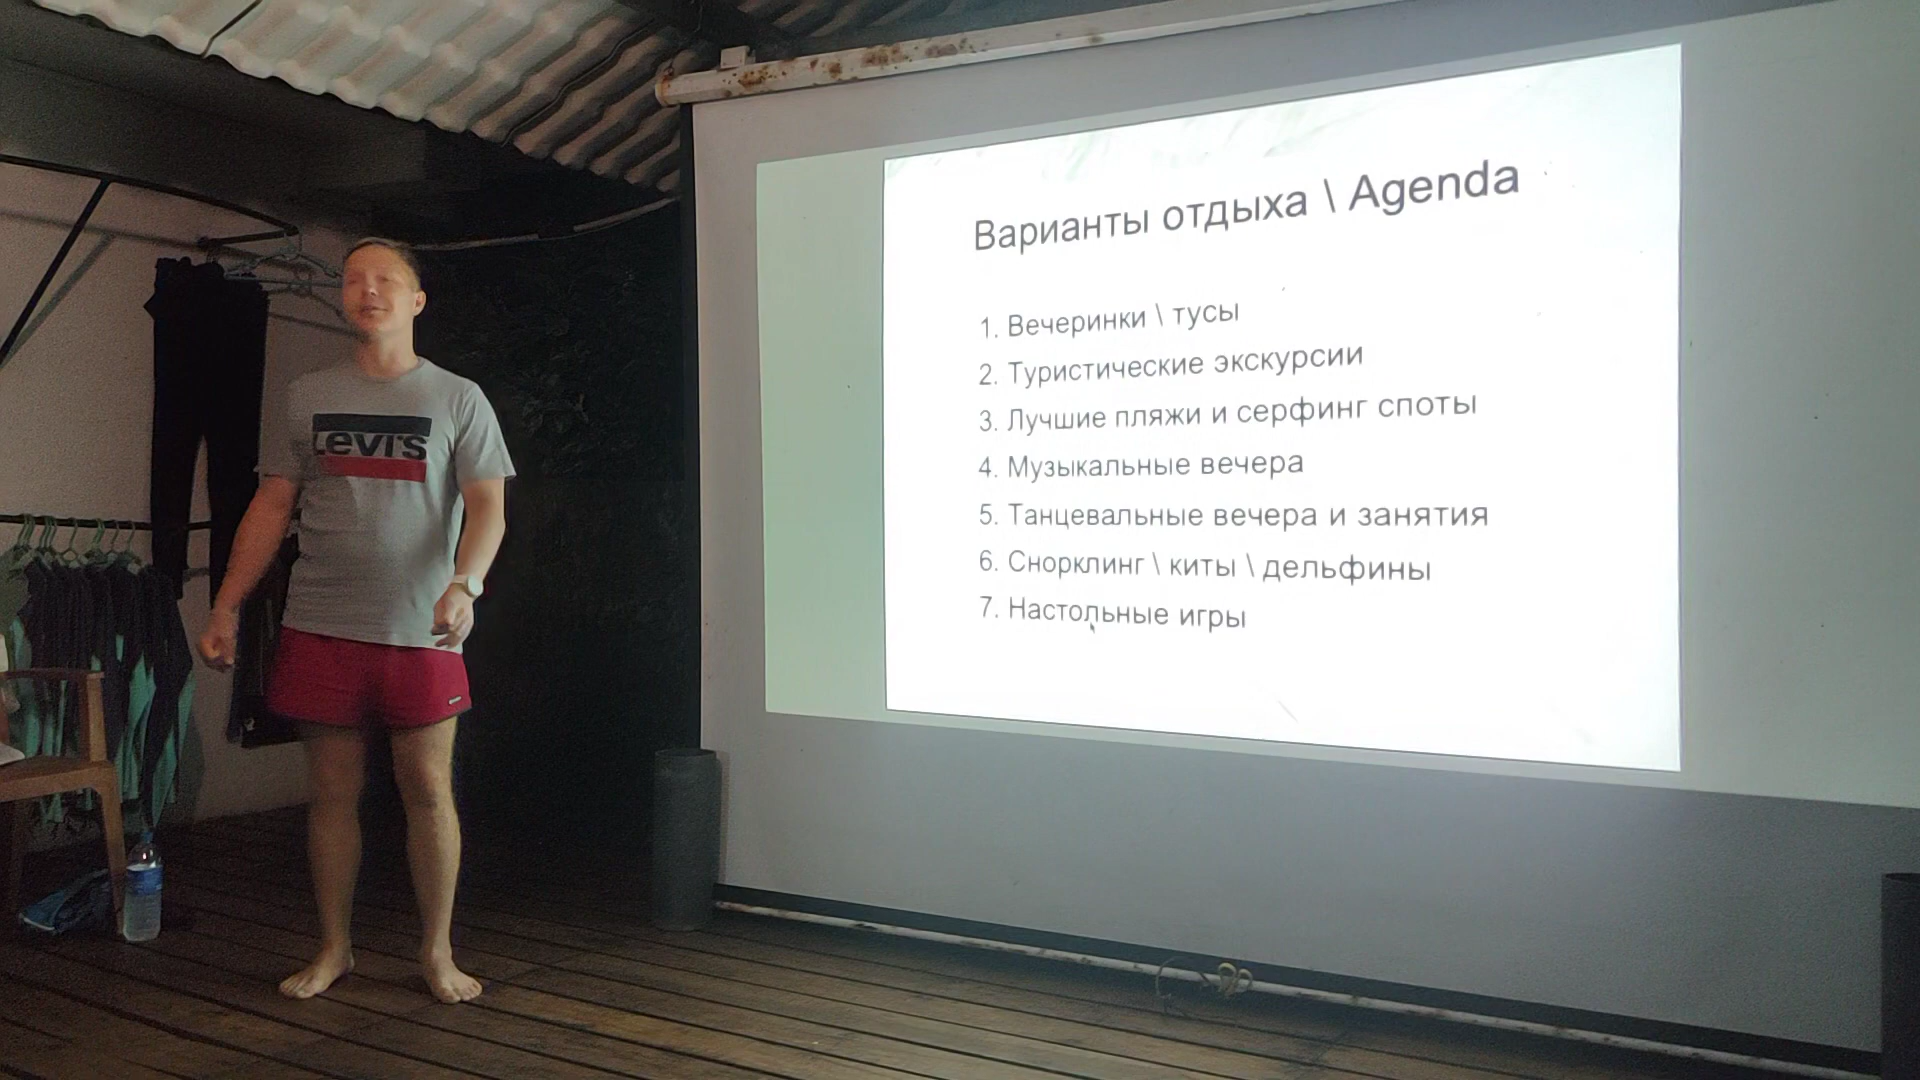 Levi's
Варианты отдыха \ Agenda
1. Вечеринки \ тусы
2. Туристические экскурсии
3. Лучшие пляжи и серфинг споты
4. Музыкальные вечера
5. Танцевальные вечера и занятия
6. Снорклинг \ киты \ дельфины
7. Настольные игры